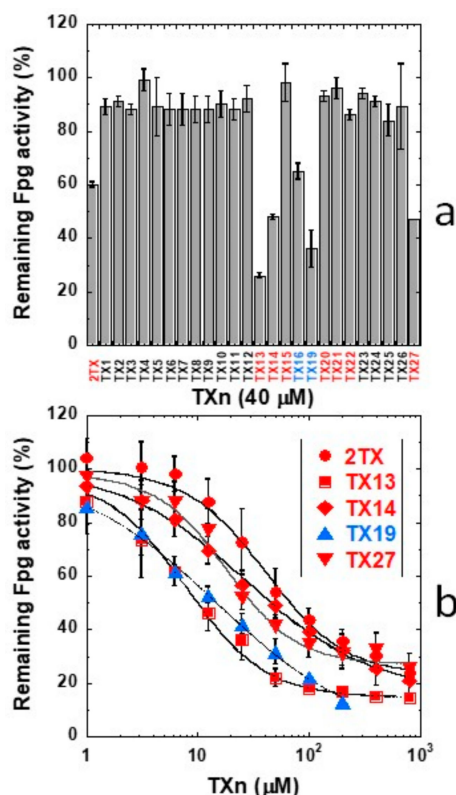 Remaining Fpg activity (%)
120
100
80
60
40
20
0
a
2TX
TX1
TX2
TX3
TX4
TX5
TX6
TX7
TX8
TX9
TX10
TX11
TX12
TX13
TX14
TX15
TX16
TX19
TX20
TX21
TX22
TX23
TX24
TX25
TX26
TX27
TXn (40 μM)
Remaining Fpg activity (%)
120
100
80
60
40
20
0
2TX
TX13
TX14
TX19
TX27
b
1 10 10² 10³
TXn (μM)